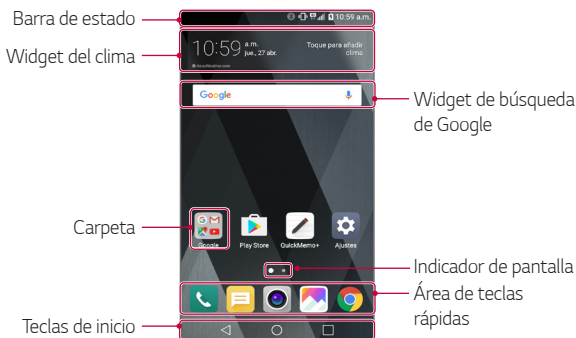 Barra de estado
10:59 a.m.
Widget del clima
10:59 a.m.
jue., 27 abr.
Toque para añadir
clima
AccuWeather.com
Google
Widget de búsqueda
de Google
Carpeta
Google
Play Store
QuickMemo+
Ajustes
Indicador de pantalla
Área de teclas
rápidas
Teclas de inicio